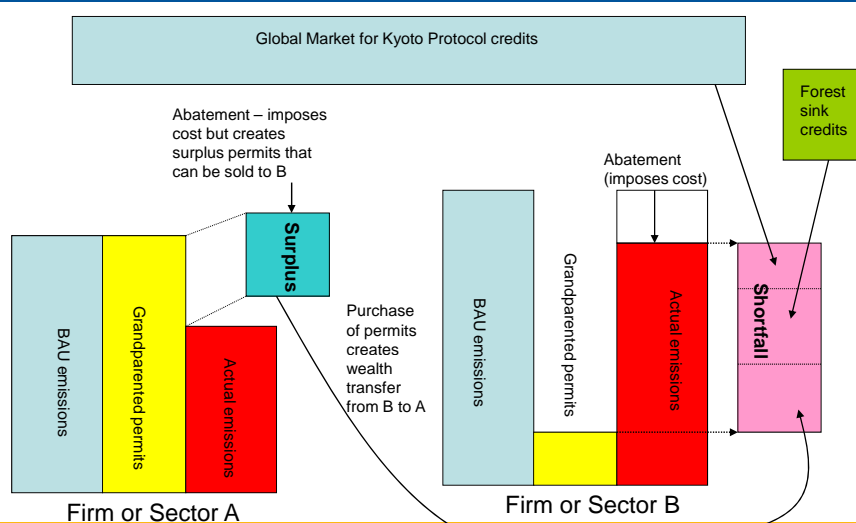 Global Market for Kyoto Protocol credits
Forest
sink
credits
Abatement – imposes
cost but creates
surplus permits that
can be sold to B
Abatement
(imposes cost)
Surplus
BAU emissions
Grandparented permits
Actual emissions
Purchase
of permits
creates
wealth
transfer
from B to A
BAU emissions
Grandparented permits
Actual emissions
Shortfall
Firm or Sector A
Firm or Sector B